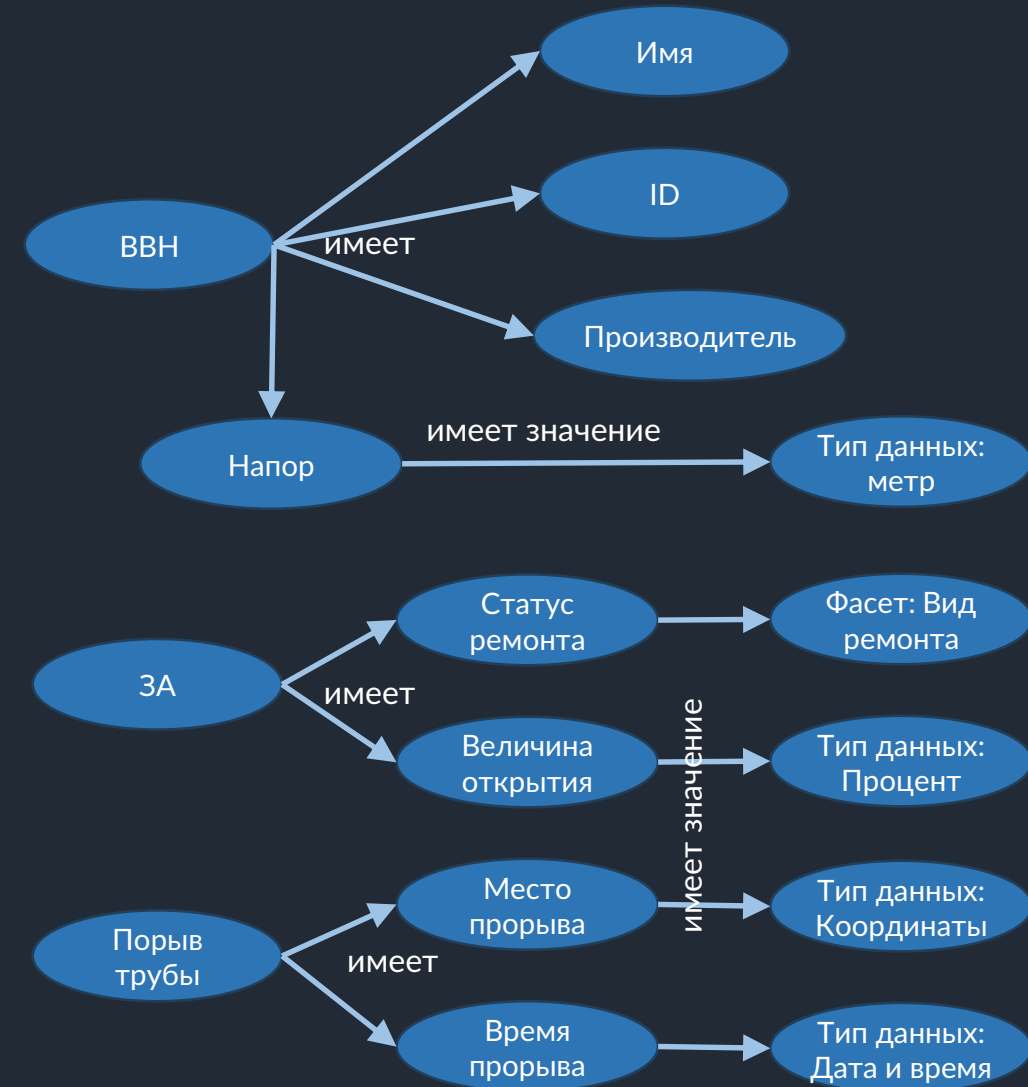 Имя
ID
ВВН
имеет
Производитель
имеет значение
Напор
Тип данных:
метр
Статус
ремонта
Фасет: Вид
ремонта
ЗА
имеет
Величина
открытия
имеет значение
Тип данных:
Процент
Место
прорыва
Тип данных:
Координаты
Порыв
трубы
имеет
Время
прорыва
Тип данных:
Дата и время